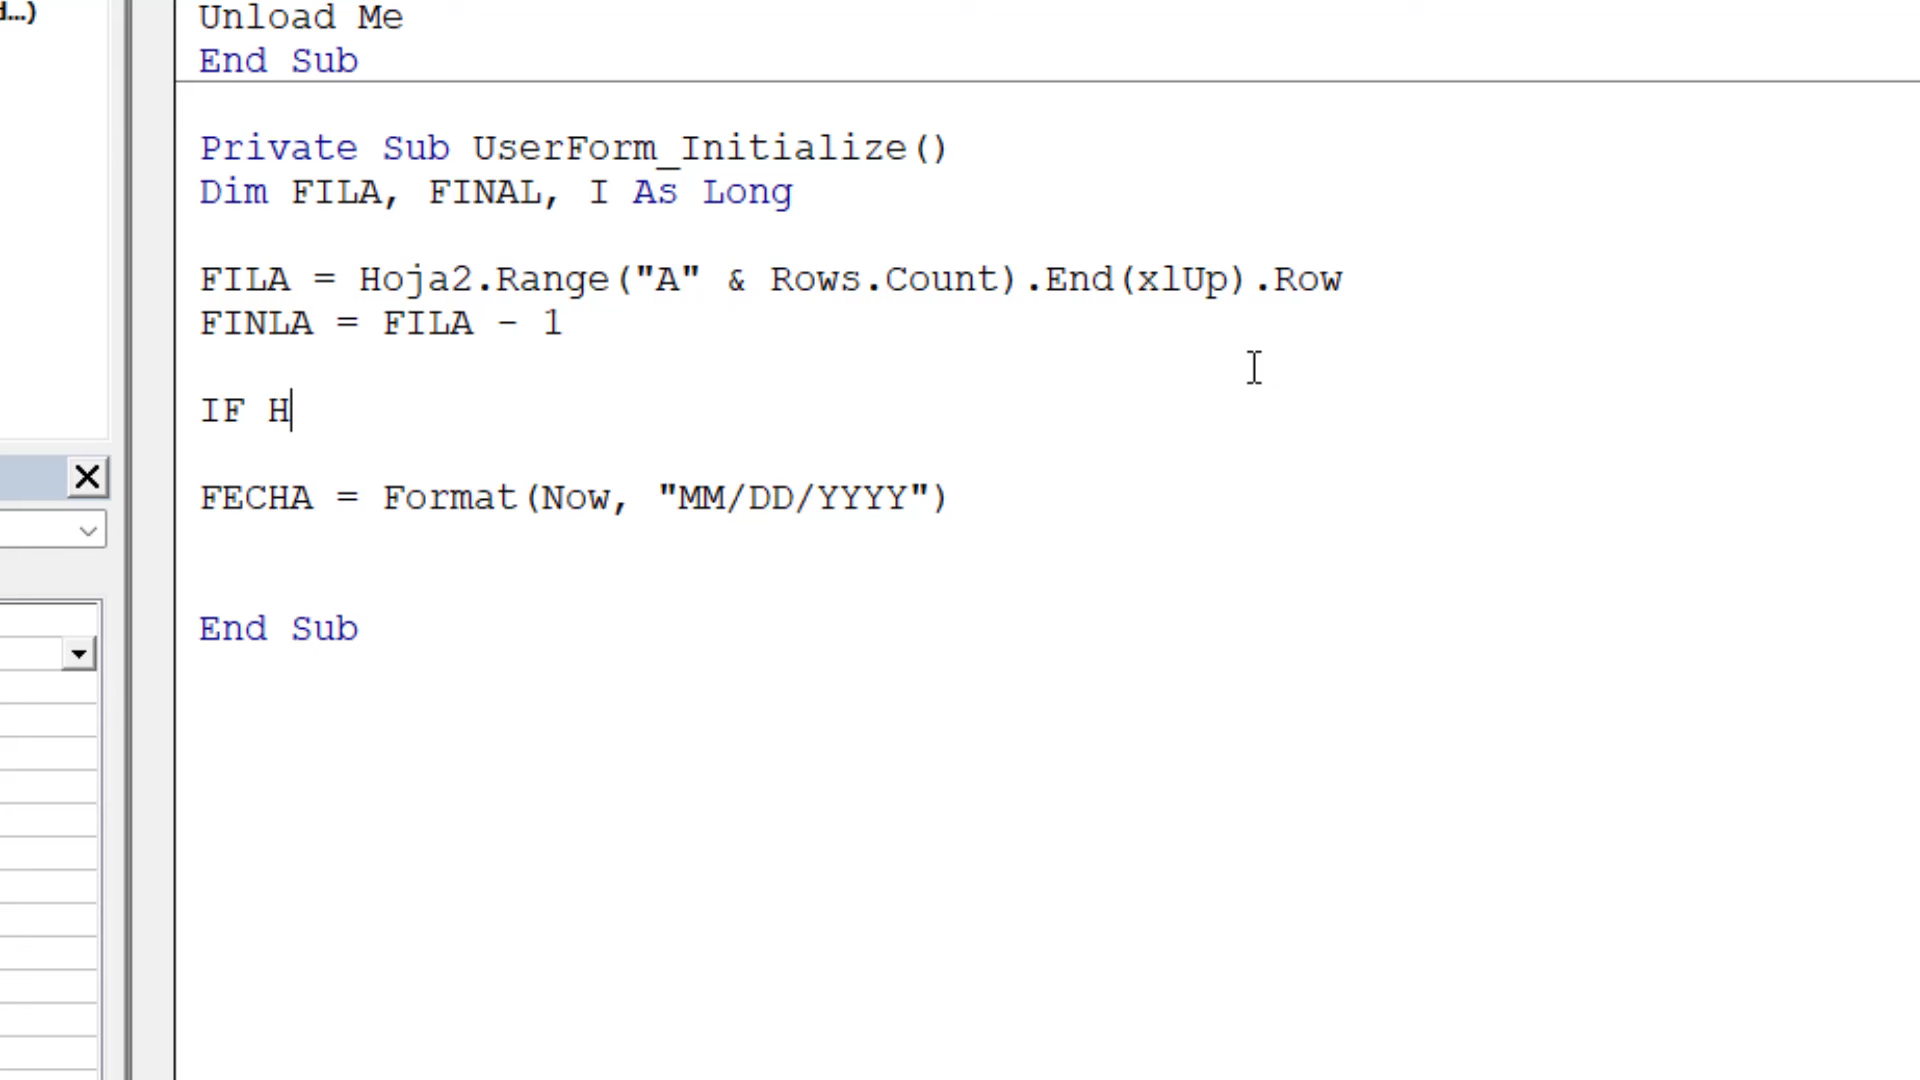 d...)
Unload Me
End Sub
Private Sub UserForm_Initialize()
Dim FILA, FINAL, I As Long
FILA = Hoja2.Range("A" & Rows.Count).End(xlUp).Row
FINLA = FILA - 1
IF H
FECHA = Format(Now, "MM/DD/YYYY")
End Sub